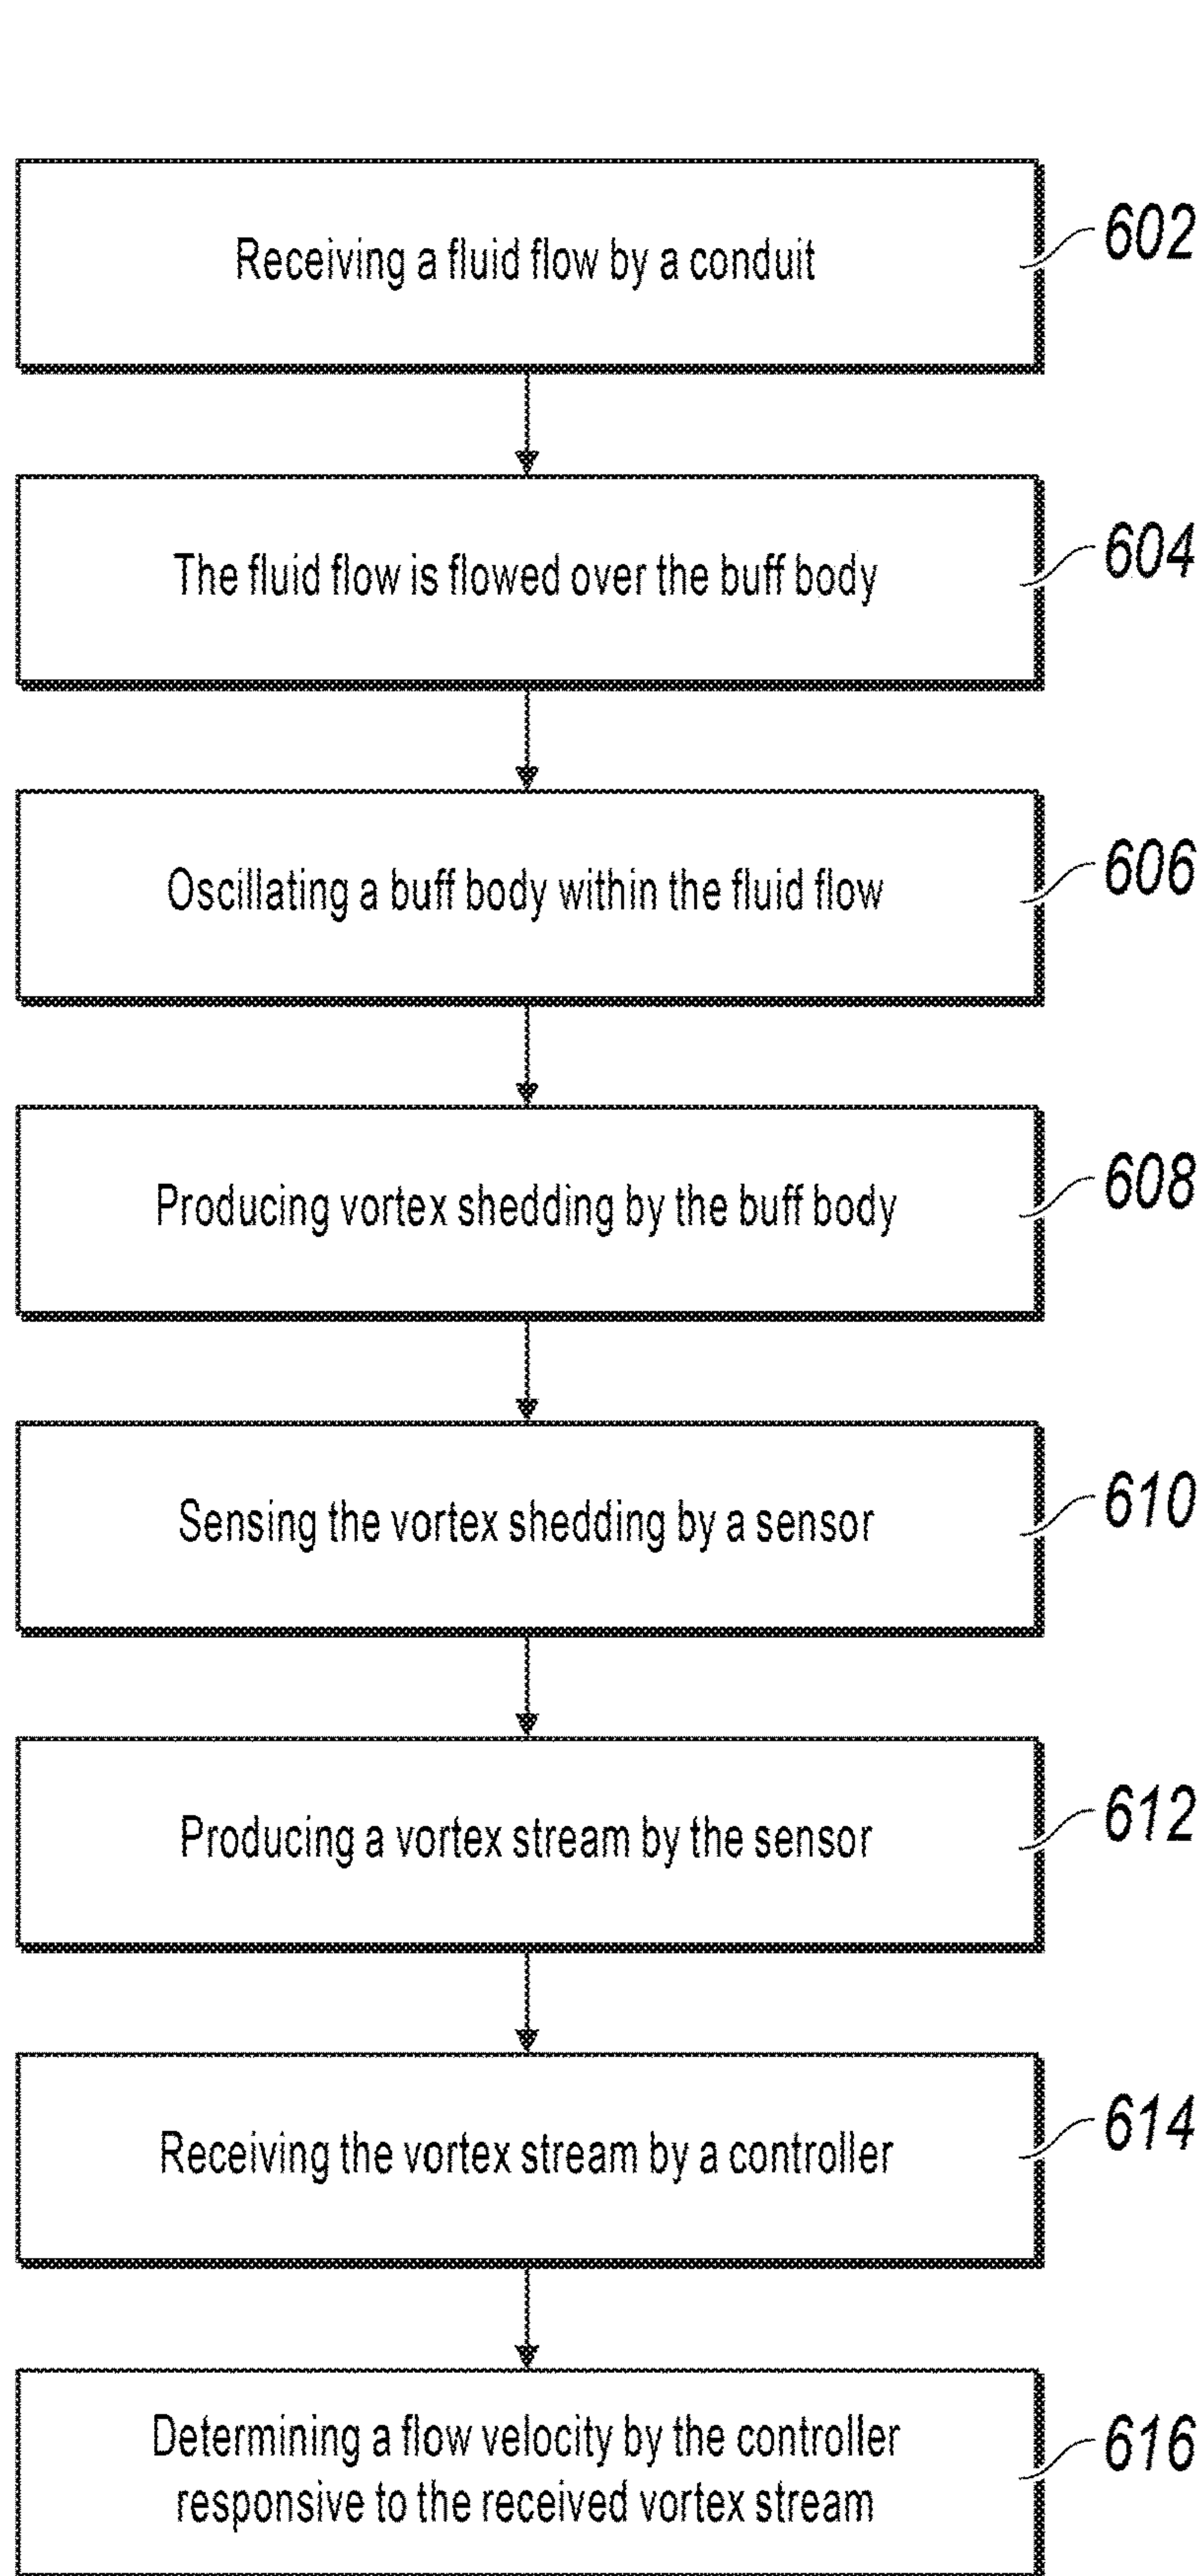 Receiving a fluid flow by a conduit
602
The fluid flow is flowed over the buff body
604
Oscillating a buff body within the fluid flow
606
Producing vortex shedding by the buff body
608
Sensing the vortex shedding by a sensor
610
Producing a vortex stream by the sensor
612
Receiving the vortex stream by a controller
614
Determining a flow velocity by the controller
responsive to the received vortex stream
616